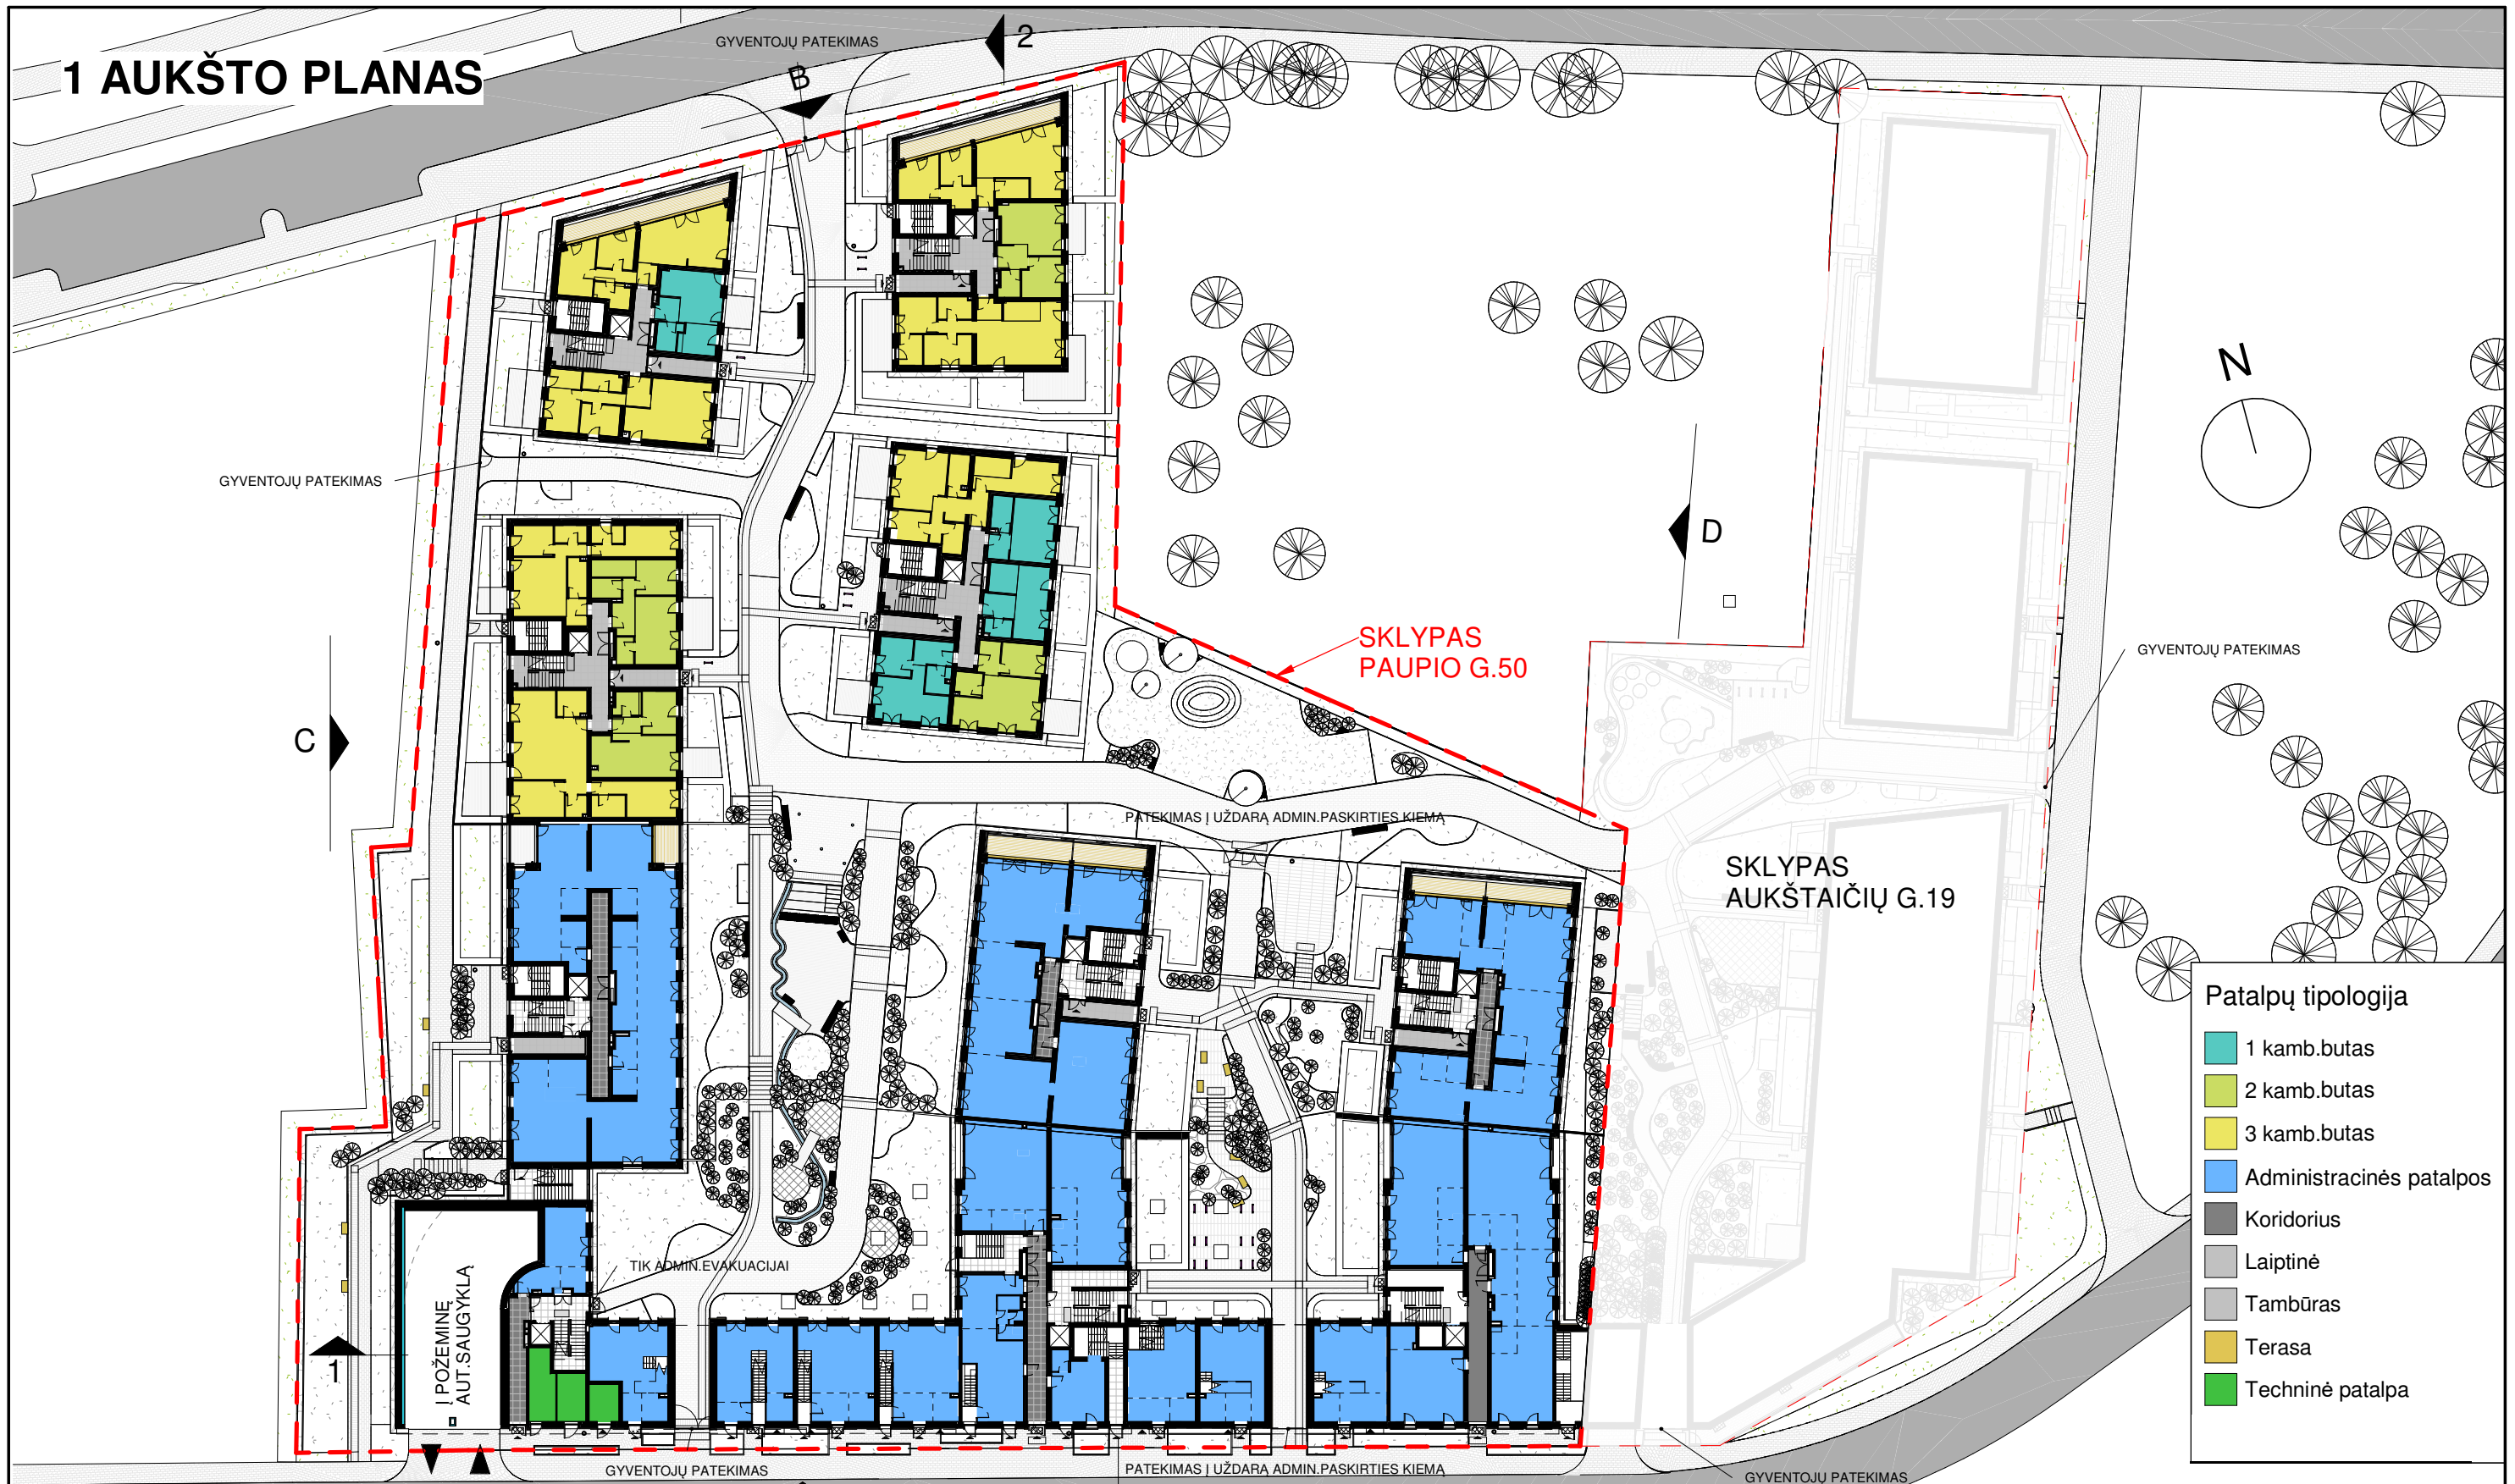 1 AUKŠTO PLANAS
GYVENTOJŲ PATEKIMAS
2
B
N
GYVENTOJŲ PATEKIMAS
D
SKLYPAS
PAUPIO G.50
GYVENTOJŲ PATEKIMAS
C
PATEKIMAS Į UŽDARĄ ADMIN.PASKIRTIES KIEMĄ
SKLYPAS
AUKŠTAIČIŲ G.19
Patalpų tipologija
1 kamb.butas
2 kamb.butas
3 kamb.butas
Administracinės patalpos
Koridorius
Laiptinė
Tambūras
Terasa
Techninė patalpa
TIK ADMIN.EVAKUACIJAI
Į POŽEMINĘ
AUT.SAUGYKLĄ
1
GYVENTOJŲ PATEKIMAS
PATEKIMAS Į UŽDARĄ ADMIN.PASKIRTIES KIEMĄ
GYVENTOJŲ PATEKIMAS